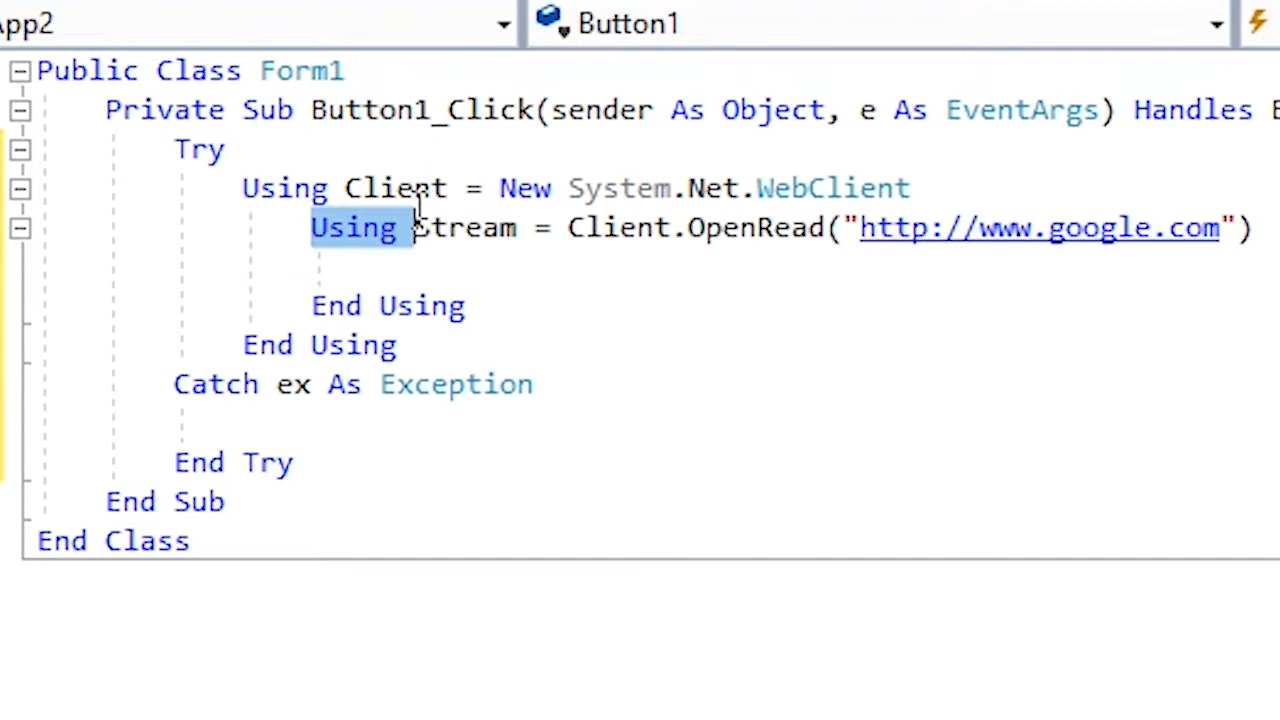 App2 Button1
Public Class Form1
Private Sub Button1_Click(sender As Object, e As EventArgs) Handles
Try
Using Client = New System.Net.WebClient
Using Stream = Client.OpenRead("http://www.google.com")
End Using
End Using
Catch ex As Exception
End Try
End Sub
End Class